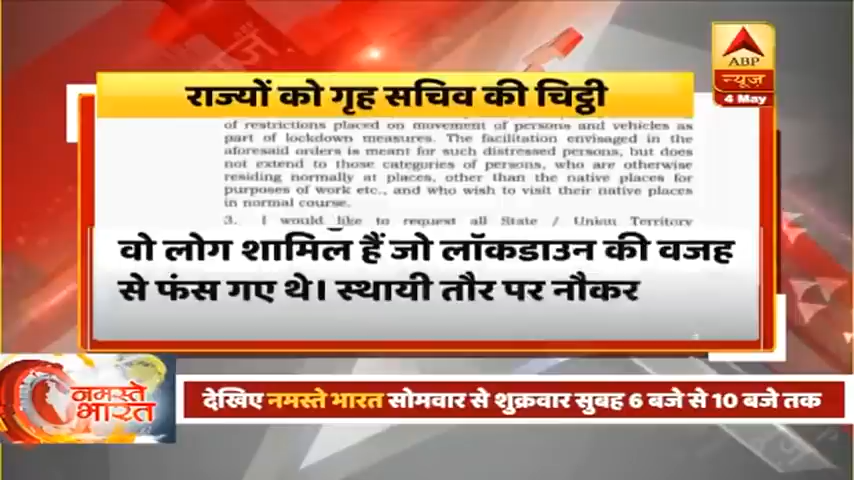 राज्यों को गृह सचिव की चिट्ठी
ABP
न्यूज़
4 May
of restrictions placed on movement of persons and vehicles as
part of lockdown measures. The facilitation envisaged in the
aforesaid orders is meant for such distressed persons, but does
not extend to those categories of persons, who are otherwise
residing normally at places, other than the native places for
purposes of work etc., and who wish to visit their native places
in normal course.
3. I would like to request all State / Union Territory
वो लोग शामिल हैं जो लॉकडाउन की वजह
से फंस गए थे। स्थायी तौर पर नौकर
नमस्ते
भारत
देखिए नमस्ते भारत सोमवार से शुक्रवार सुबह 6 बजे से 10 बजे तक